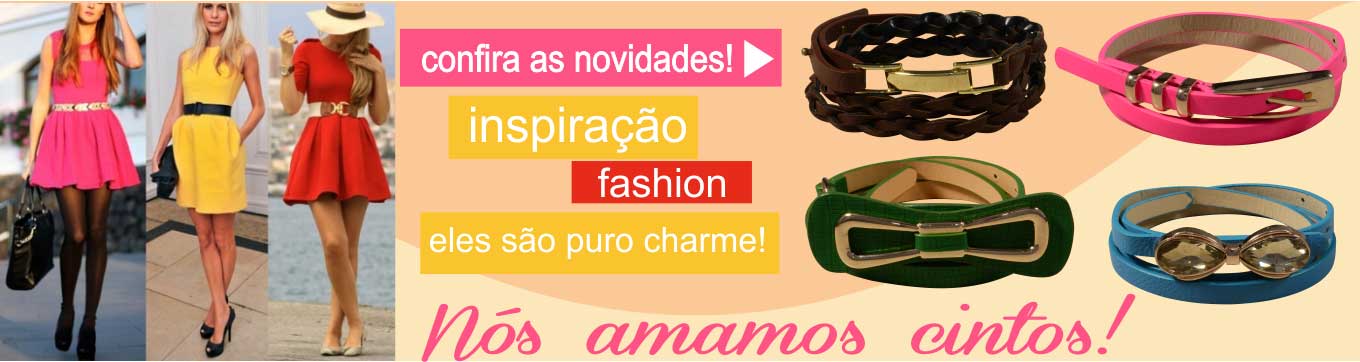 confira as novidades!
inspiração
fashion
eles são puro charme!
Nós amamos cintos!